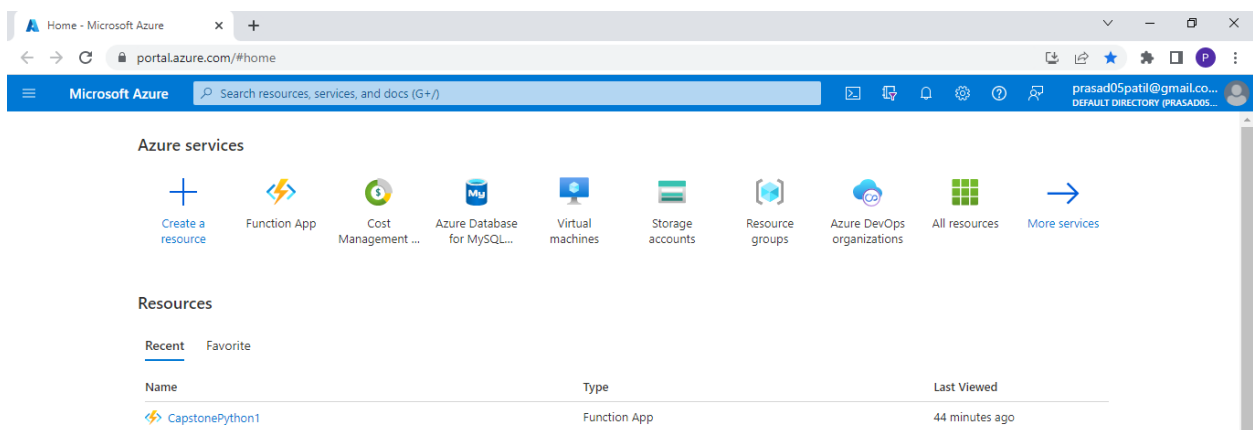 Home - Microsoft Azure
portal.azure.com/#home
P
Microsoft Azure
Search resources, services, and docs (G+/)
prasad05patil@gmail.co...
DEFAULT DIRECTORY (PRASAD05...
Azure services
My
Create a
resource
Function App
Cost
Management ...
Azure Database
for MySQL...
Virtual
machines
Storage
accounts
Resource
groups
Azure DevOps
organizations
All resources
More services
Resources
Recent Favorite
Name Type Last Viewed
CapstonePython1 Function App 44 minutes ago